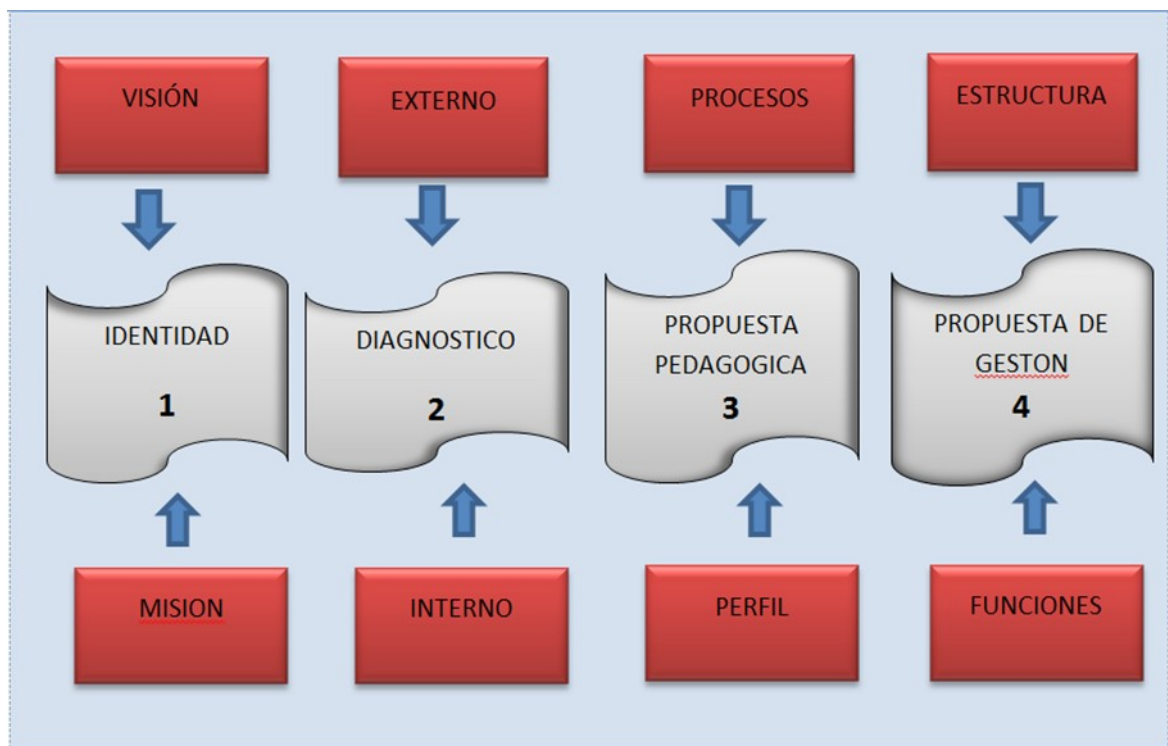 VISIÓN
EXTERNO
PROCESOS
ESTRUCTURA
IDENTIDAD
1
DIAGNOSTICO
2
PROPUESTA
PEDAGOGICA
3
PROPUESTA DE
GESTON
4
MISION
INTERNO
PERFIL
FUNCIONES